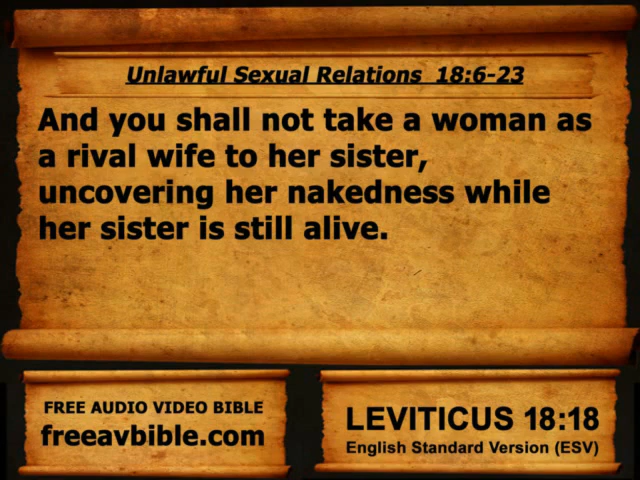 Unlawful Sexual Relations  18:6-23
And you shall not take a woman as
a rival wife to her sister,
uncovering her nakedness while
her sister is still alive.
FREE AUDIO VIDEO BIBLE
freeavbible.com
LEVITICUS 18:18
English Standard Version (ESV)